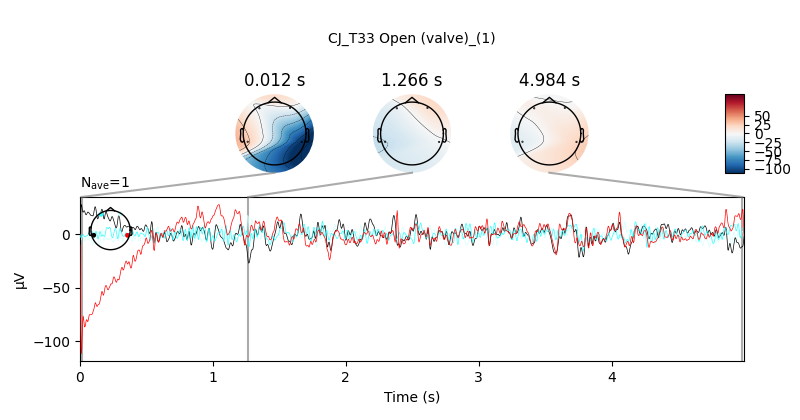 CJ_T33 Open (valve)_(1)
0.012 s 1.266 s 4.984 s
50
25
0
−25
−50
−75
−100
Nave=1
0
−50
−100
µV
0 1 2 3 4
Time (s)